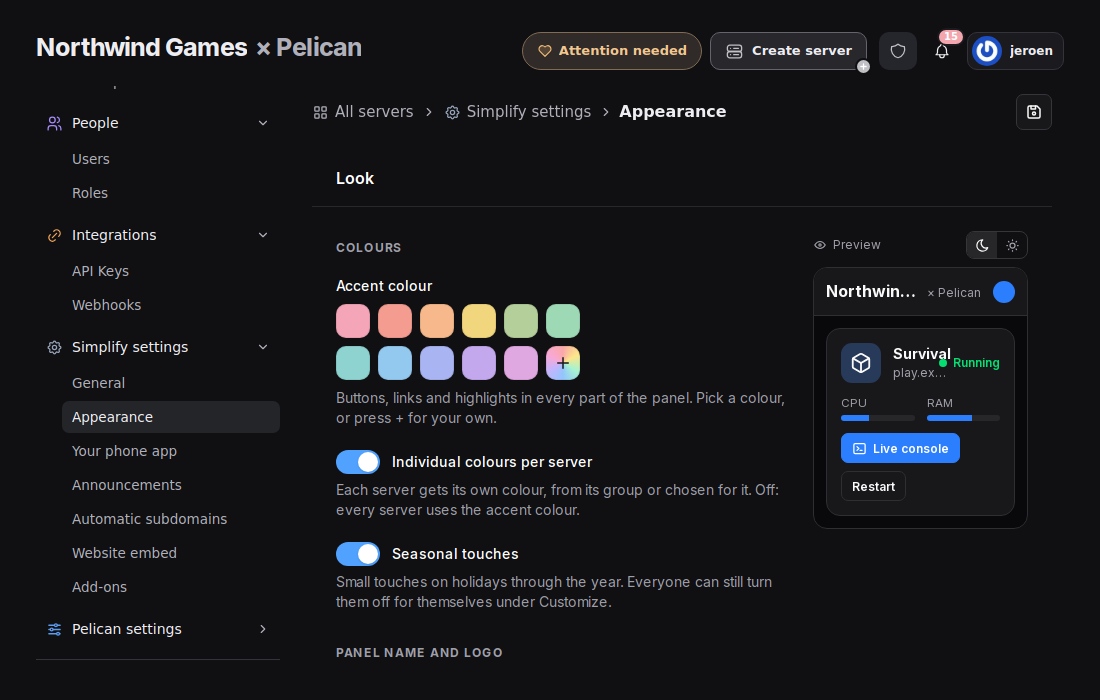 Northwind Games × Pelican
Attention needed
Create server
15
jeroen
People
Users
Roles
Integrations
API Keys
Webhooks
Simplify settings
General
Appearance
Your phone app
Announcements
Automatic subdomains
Website embed
Add-ons
Pelican settings
All servers
Simplify settings
Appearance
Look
COLOURS
Accent colour
Buttons, links and highlights in every part of the panel. Pick a colour,
or press + for your own.
Individual colours per server
Each server gets its own colour, from its group or chosen for it. Off:
every server uses the accent colour.
Seasonal touches
Small touches on holidays through the year. Everyone can still turn
them off for themselves under Customize.
PANEL NAME AND LOGO
Preview
Northwin... × Pelican
Survival
Running
play.ex...
CPU RAM
Live console
Restart